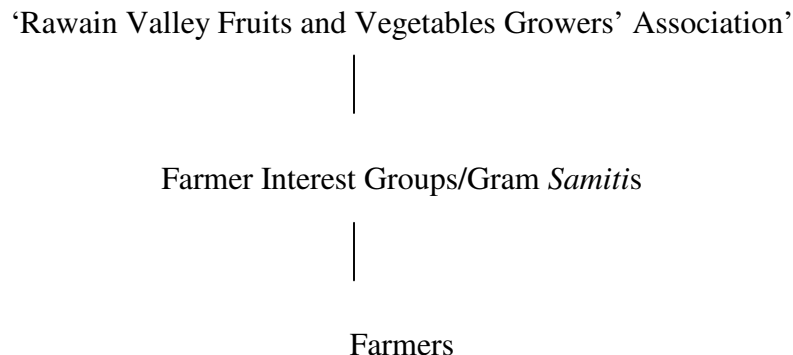 ‘Rawain Valley Fruits and Vegetables Growers’ Association’
Farmer Interest Groups/Gram Samitis
Farmers